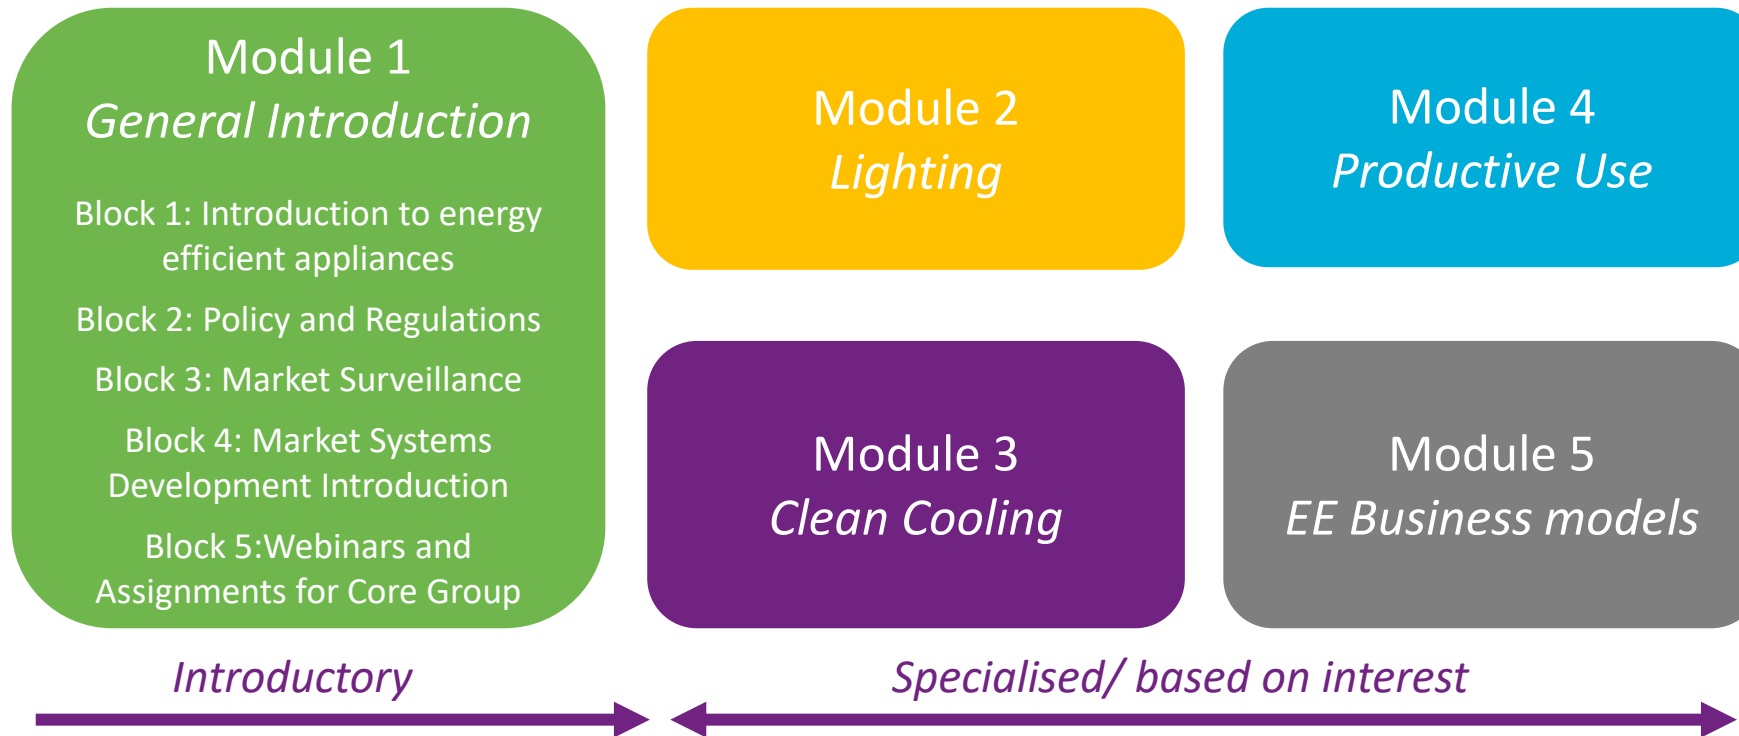 Module 1
General Introduction
Block 1: Introduction to energy
efficient appliances
Block 2: Policy and Regulations
Block 3: Market Surveillance
Block 4: Market Systems
Development Introduction
Block 5:Webinars and
Assignments for Core Group
Module 2
Lighting
Module 4
Productive Use
Module 3
Clean Cooling
Module 5
EE Business models
Introductory
Specialised/ based on interest